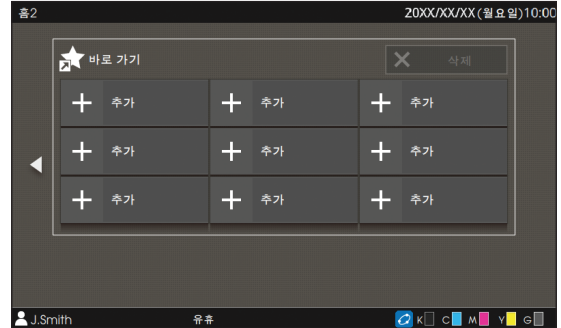 홈2 20XX/XX/XX(월요일)10:00
바로 가기 삭제
추가 추가 추가
추가 추가 추가
추가 추가 추가
J.Smith 유휴 K C M Y G